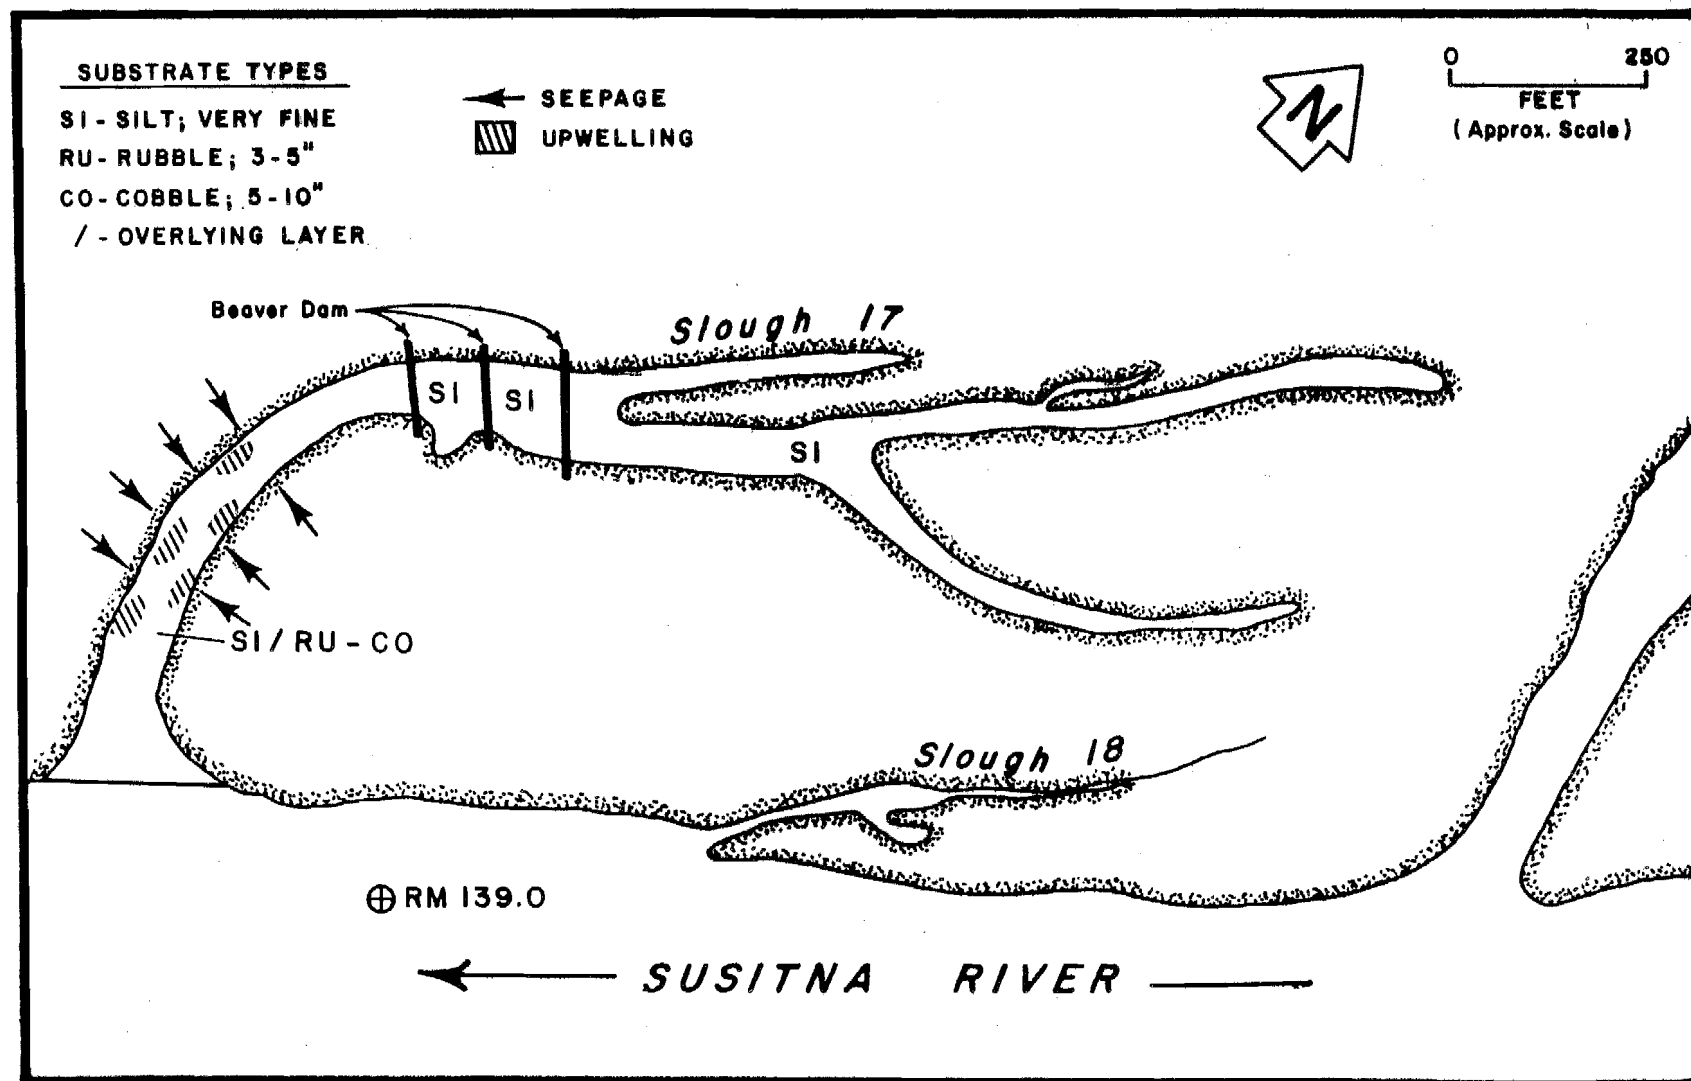 SUBSTRATE TYPES
SI-SILT; VERY FINE
RU-RUBBLE; 3-5"
CO-COBBLE; 5-10"
/ - OVERLYING LAYER
SEEPAGE
UPWELLING
N
0 250
FEET
(Approx. Scale)
Beaver Dam
Slough 17
SI
SI
SI
SI/RU-CO
Slough 18
RM 139.0
SUSITNA RIVER